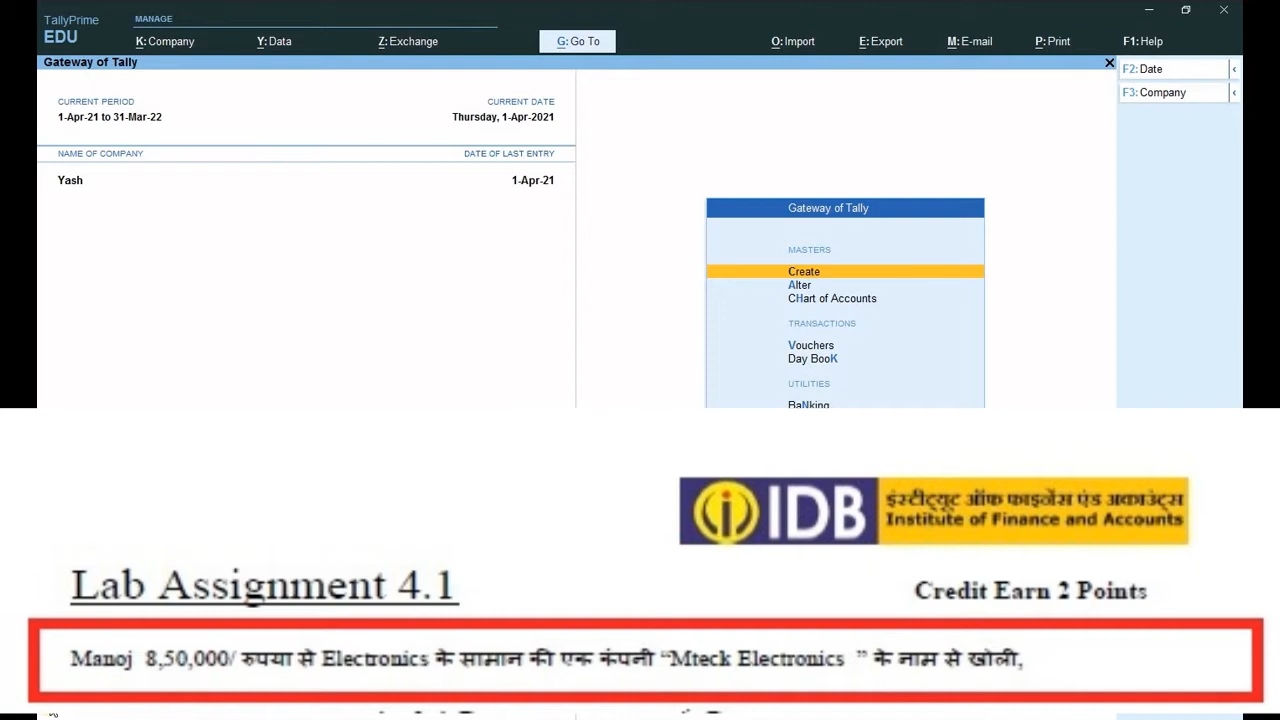 TallyPrime
EDU
MANAGE
K:Company
Y:Data
Z:Exchange
G:Go To
O:Import
E:Export
M:E-mail
P:Print
F1:Help
Gateway of Tally
F2: Date
F3: Company
CURRENT PERIOD
CURRENT DATE
1-Apr-21 to 31-Mar-22
Thursday, 1-Apr-2021
NAME OF COMPANY
DATE OF LAST ENTRY
Yash
1-Apr-21
Gateway of Tally
MASTERS
Create
Alter
CHart of Accounts
TRANSACTIONS
Vouchers
Day BooK
UTILITIES
BaNking
IDB
इंस्टीट्यूट ऑफ फाइनेंस एंड अकाउंट्स
Institute of Finance and Accounts
Lab Assignment 4.1
Credit Earn 2 Points
Manoj 8,50,000/ रुपया से Electronics के सामान की एक कंपनी “Mteck Electronics ” के नाम से खोली,